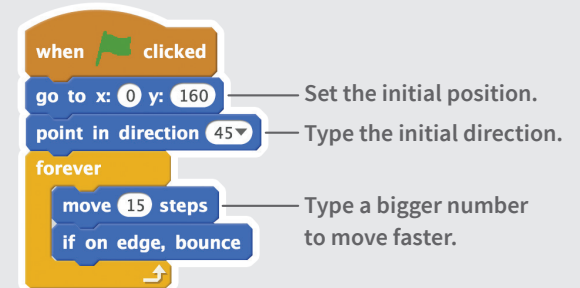 when clicked
go to x: 0 y: 160
Set the initial position.
point in direction 45
Type the initial direction.
forever
move 15 steps
Type a bigger number
to move faster.
if on edge, bounce